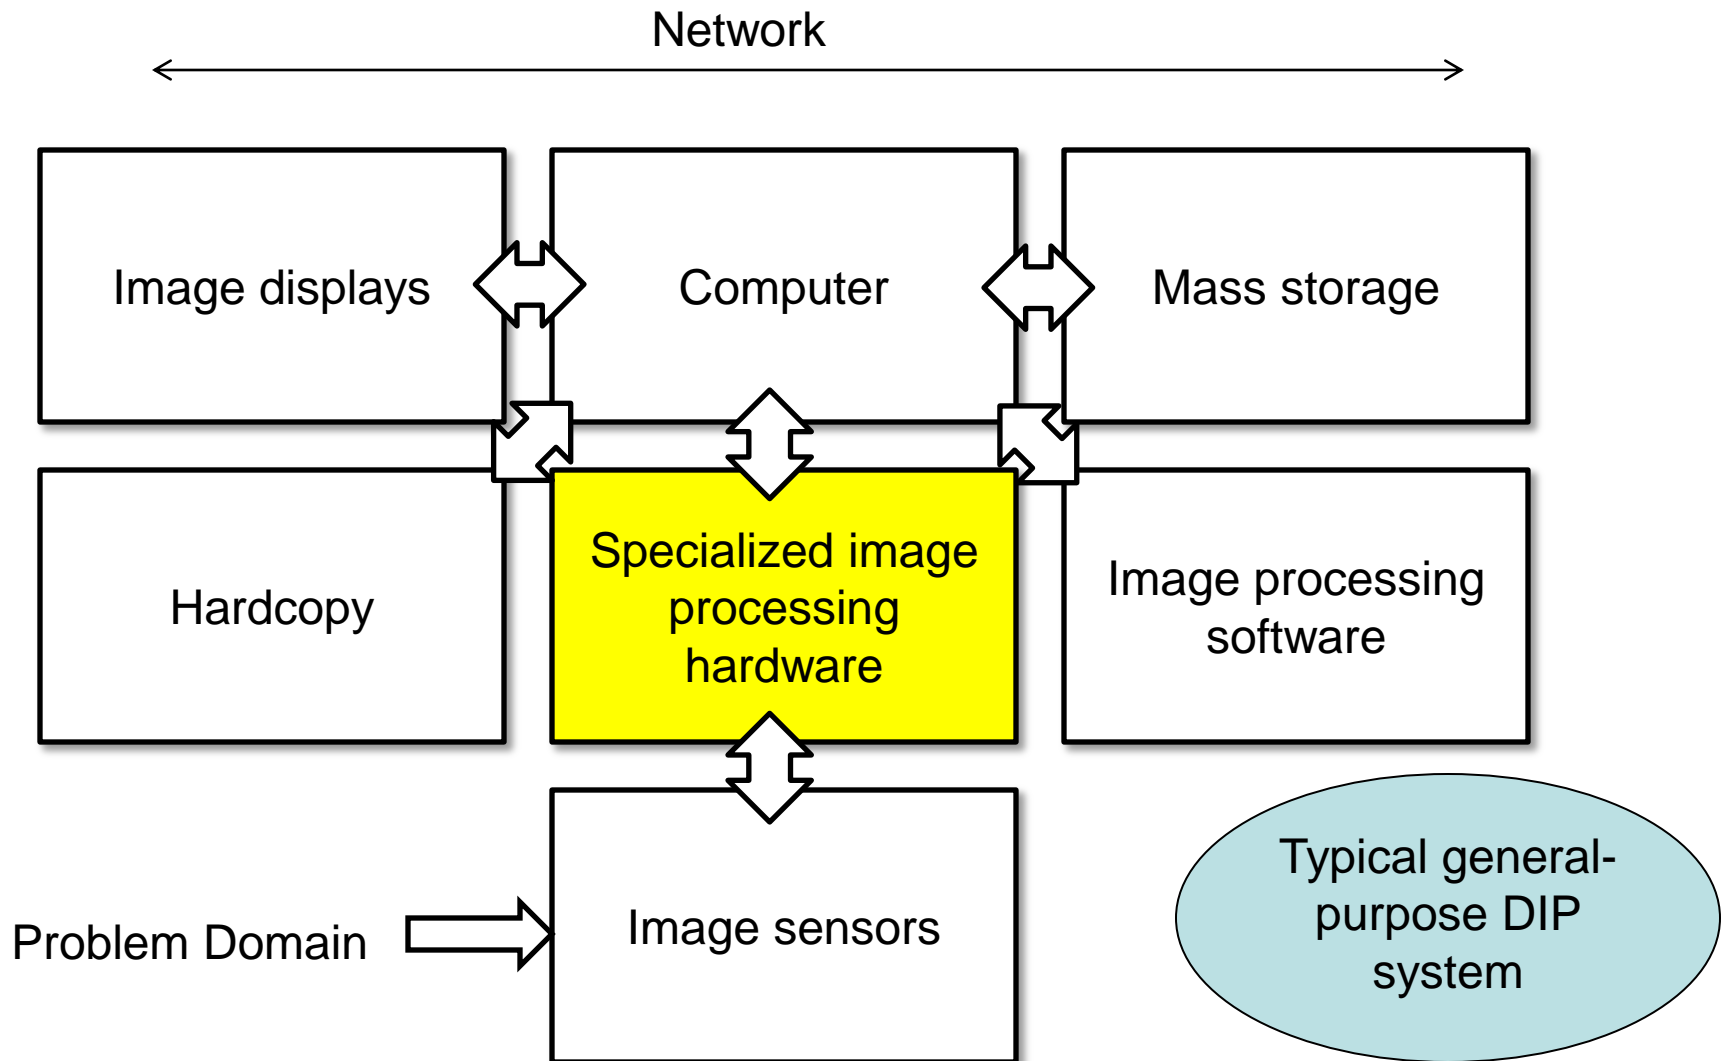 Network
Image displays
Computer
Mass storage
Hardcopy
Specialized image
processing
hardware
Image processing
software
Problem Domain
Image sensors
Typical general-
purpose DIP
system